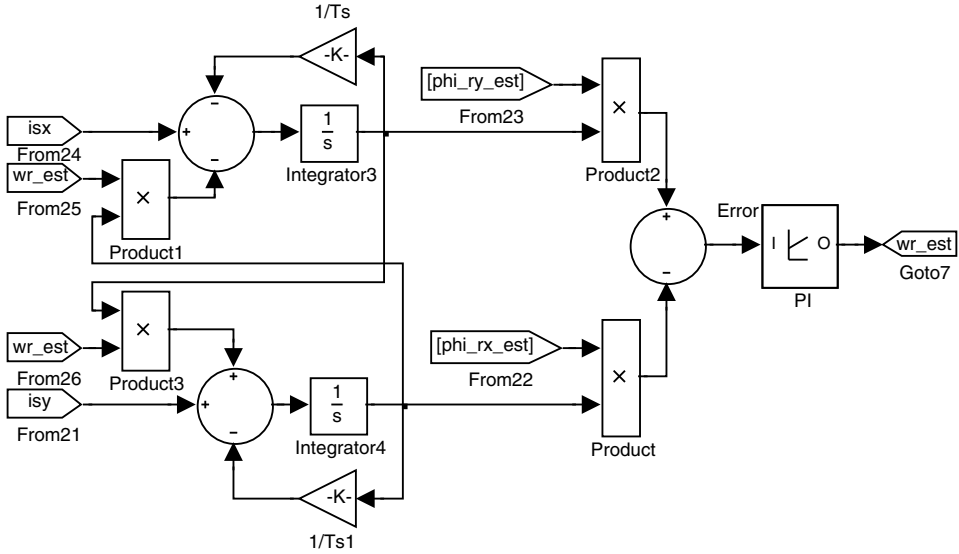 1/Ts
-K-
[phi_ry_est]
From23
×
Product2
isx
From24
−
+
−
1
s
Integrator3
wr_est
From25
×
Product1
Error
+
−
I
O
PI
wr_est
Goto7
×
Product3
wr_est
From26
isy
From21
+
+
−
1
s
Integrator4
[phi_rx_est]
From22
×
Product
-K-
1/Ts1